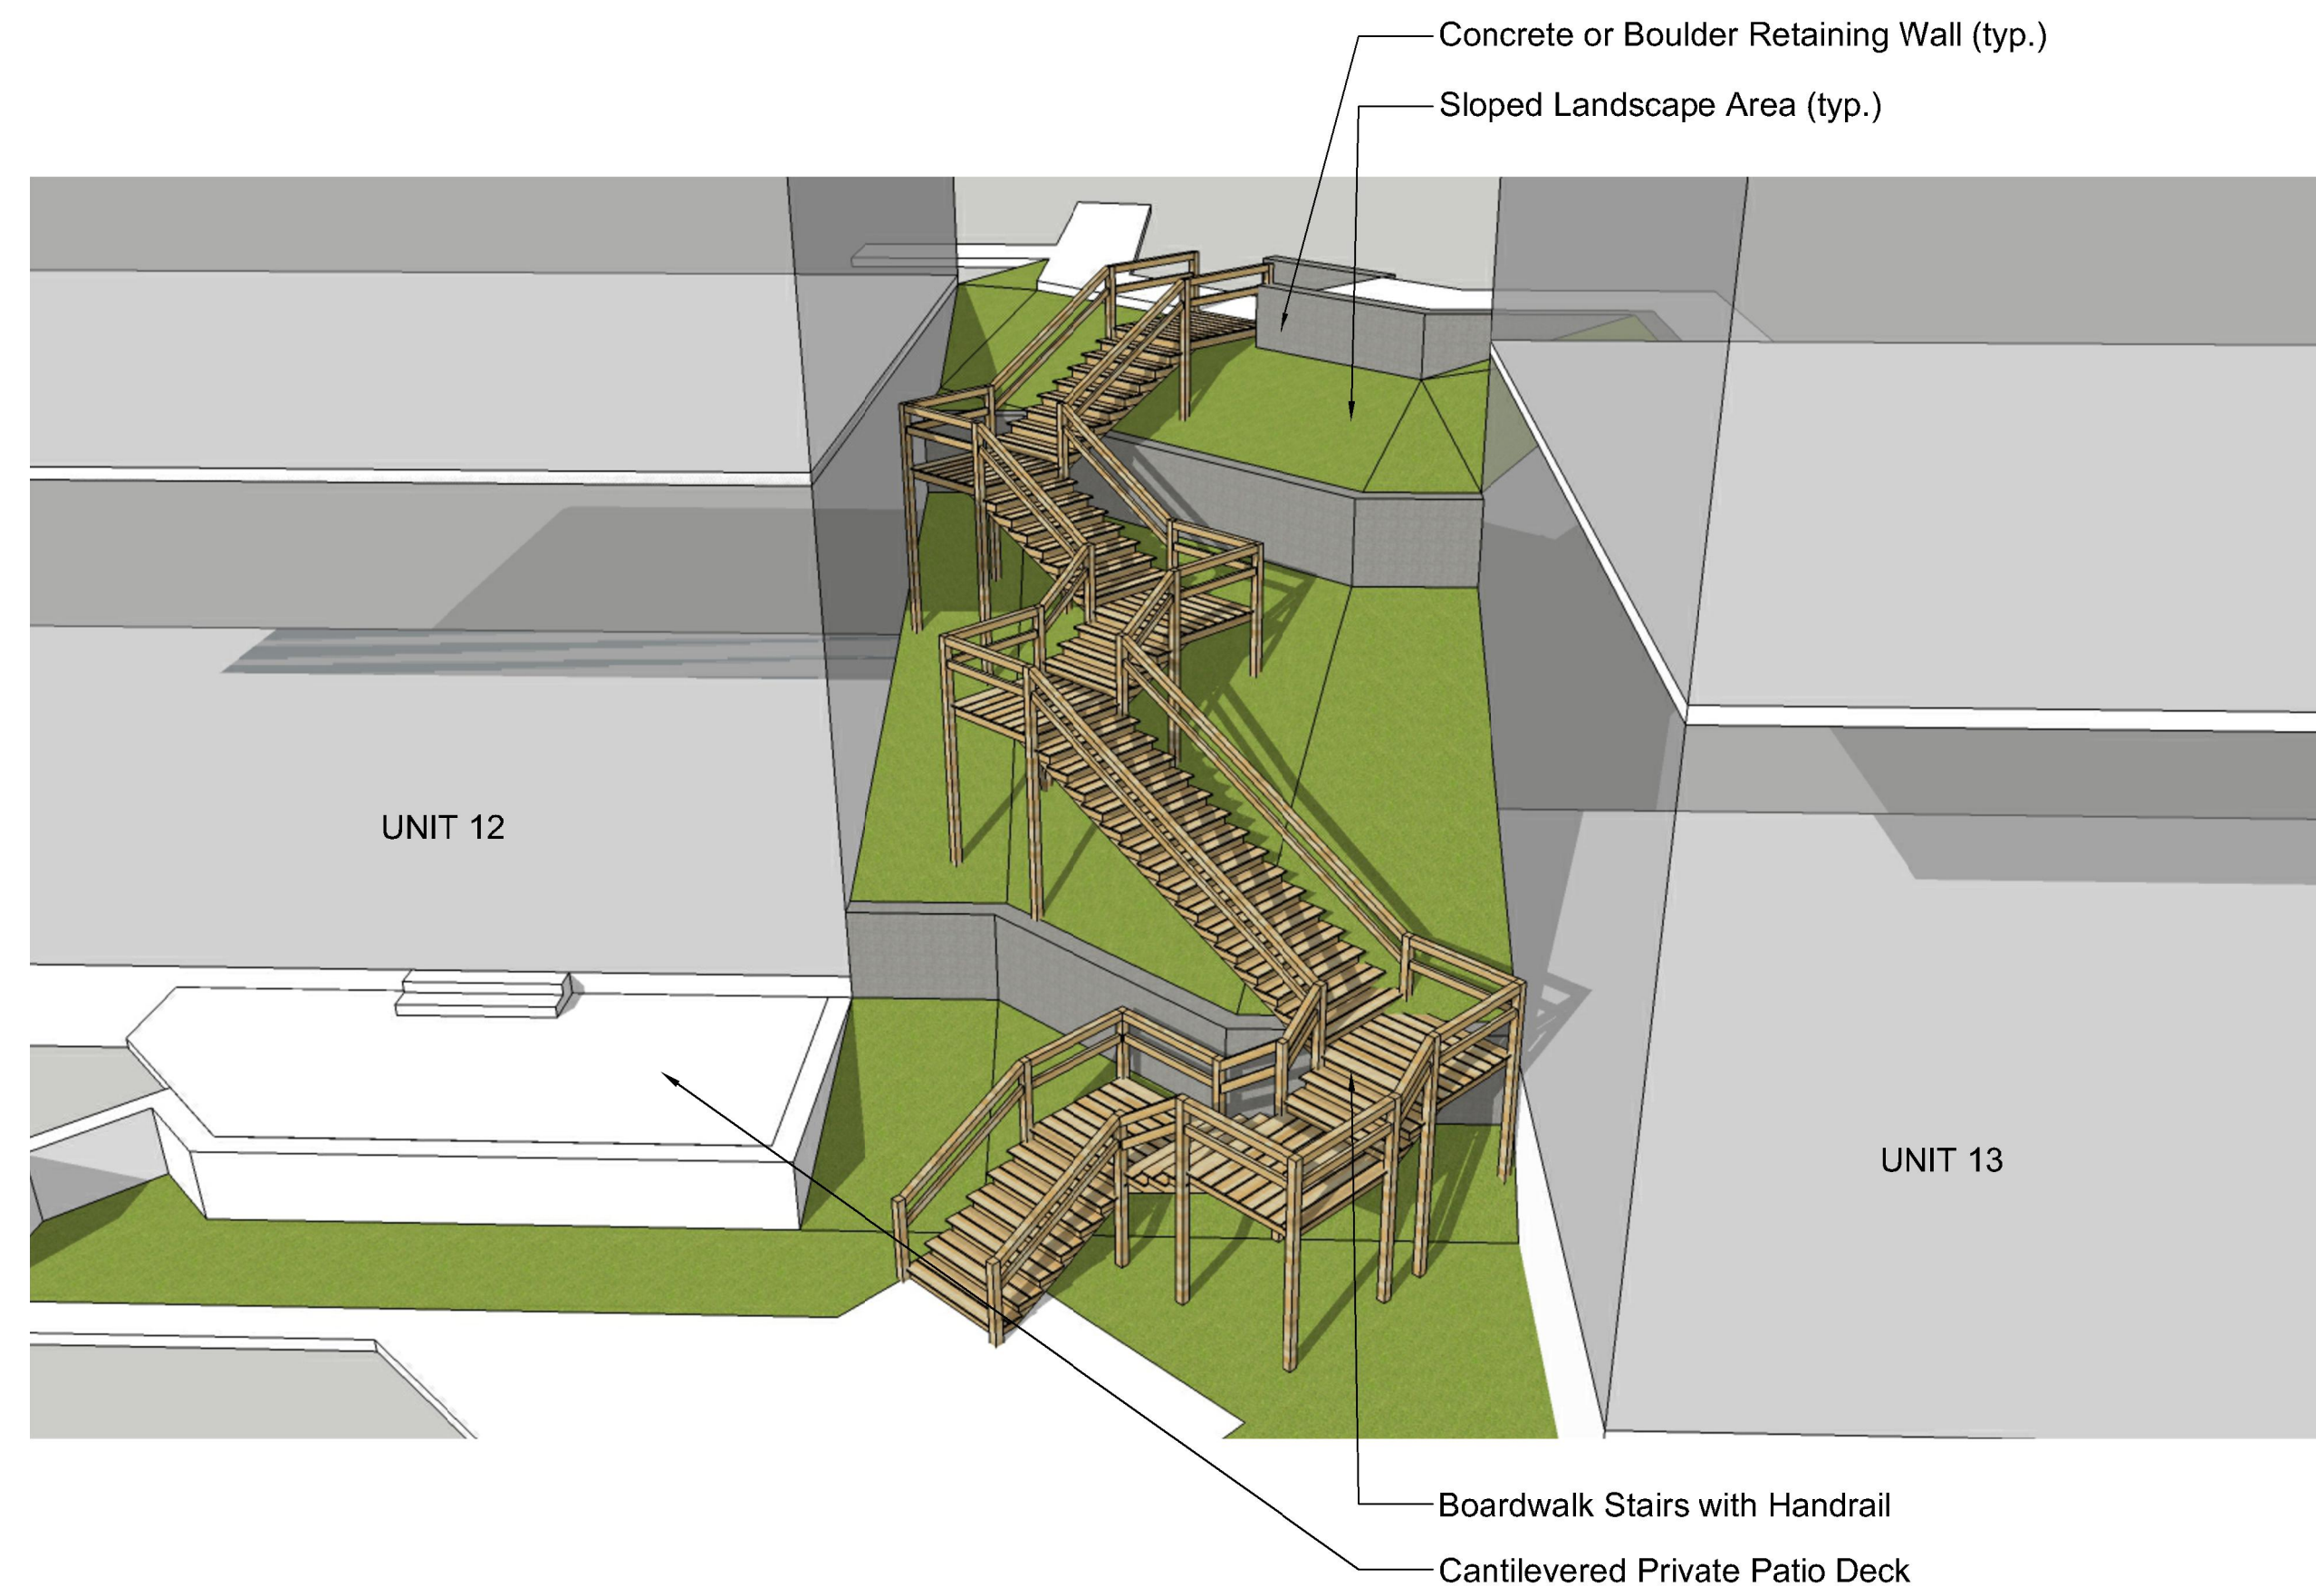 Concrete or Boulder Retaining Wall (typ.)
Sloped Landscape Area (typ.)
UNIT 12
UNIT 13
Boardwalk Stairs with Handrail
Cantilevered Private Patio Deck